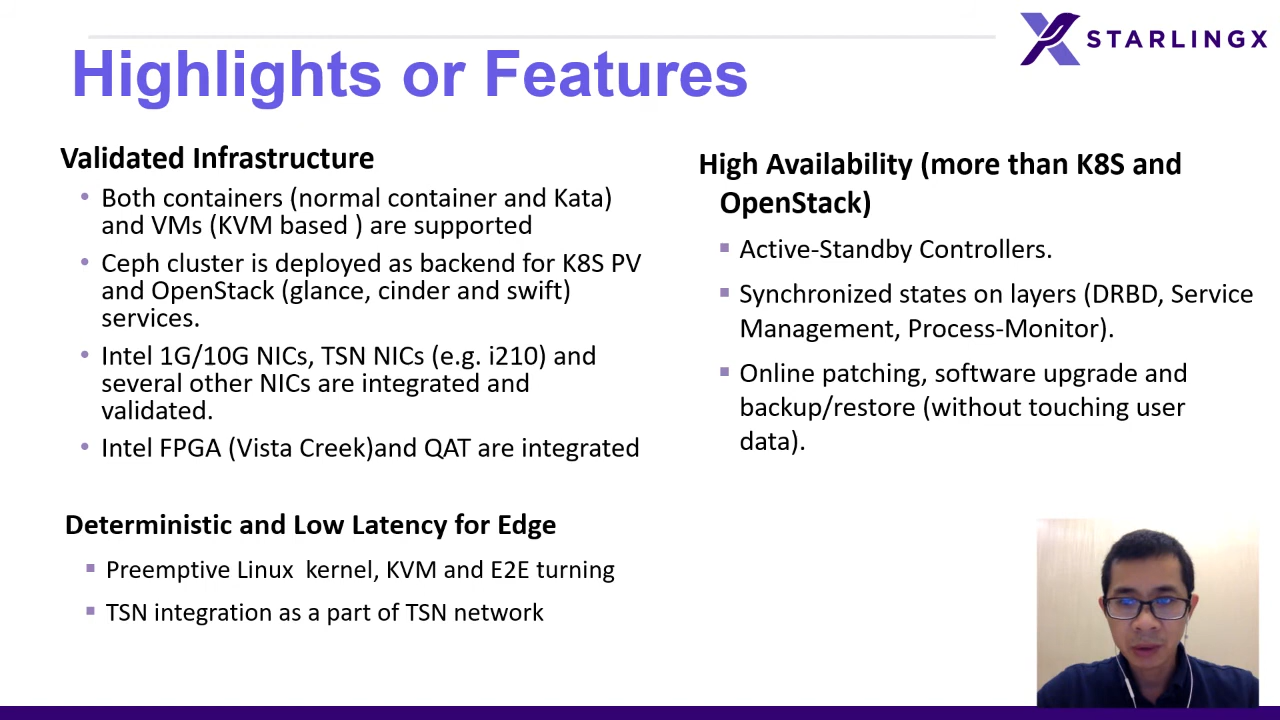 STARLINGX
Highlights or Features
Validated Infrastructure
• Both containers (normal container and Kata)
and VMs (KVM based ) are supported
• Ceph cluster is deployed as backend for K8S PV
and OpenStack (glance, cinder and swift)
services.
• Intel 1G/10G NICs, TSN NICs (e.g. i210) and
several other NICs are integrated and
validated.
• Intel FPGA (Vista Creek)and QAT are integrated
Deterministic and Low Latency for Edge
▪ Preemptive Linux  kernel, KVM and E2E turning
▪ TSN integration as a part of TSN network
High Availability (more than K8S and
OpenStack)
▪ Active-Standby Controllers.
▪ Synchronized states on layers (DRBD, Service
Management, Process-Monitor).
▪ Online patching, software upgrade and
backup/restore (without touching user
data).